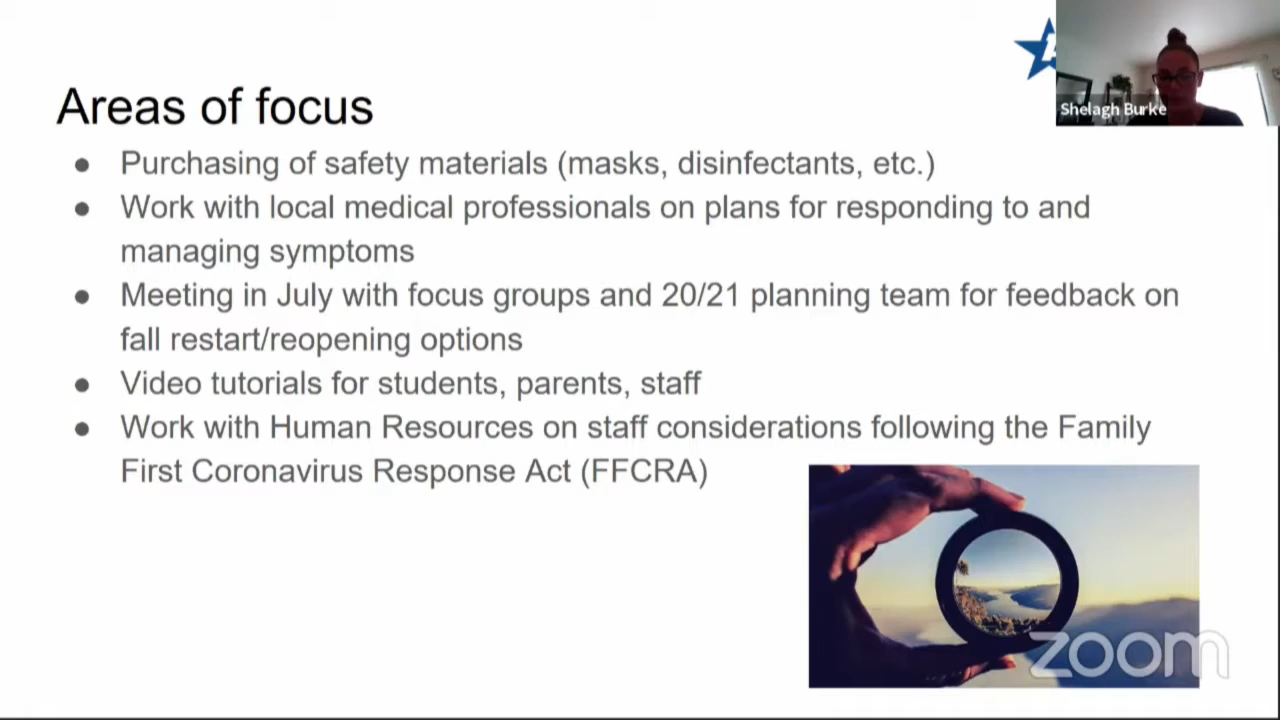 Shelagh Burke
Areas of focus
● Purchasing of safety materials (masks, disinfectants, etc.)
● Work with local medical professionals on plans for responding to and
managing symptoms
● Meeting in July with focus groups and 20/21 planning team for feedback on
fall restart/reopening options
● Video tutorials for students, parents, staff
● Work with Human Resources on staff considerations following the Family
First Coronavirus Response Act (FFCRA)
zoom